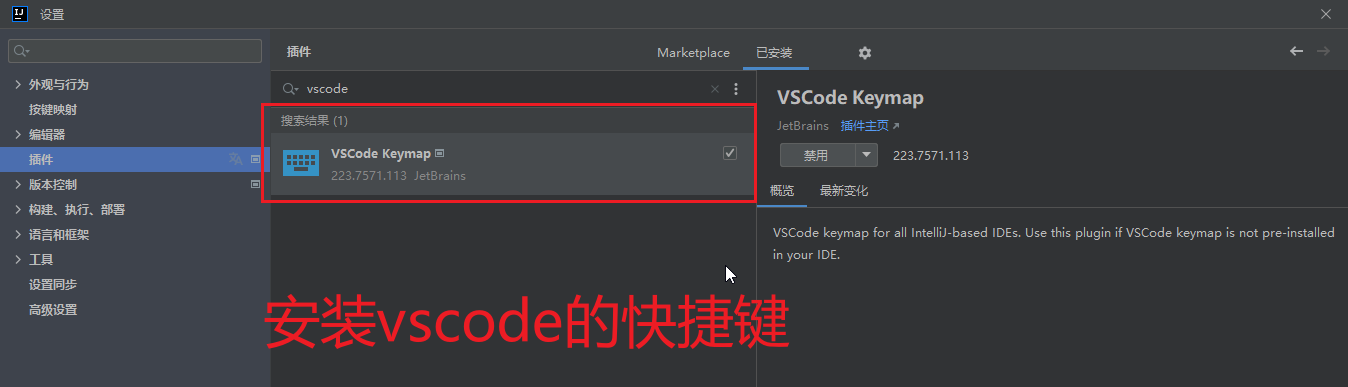 设置
插件
Marketplace
已安装
外观与行为
按键映射
编辑器
插件
版本控制
构建、执行、部署
语言和框架
工具
设置同步
高级设置
vscode
搜索结果 (1)
VSCode Keymap
223.7571.113 JetBrains
VSCode Keymap
JetBrains 插件主页
禁用
223.7571.113
概览
最新变化
VSCode keymap for all IntelliJ-based IDEs. Use this plugin if VSCode keymap is not pre-installed
in your IDE.
安装vscode的快捷键